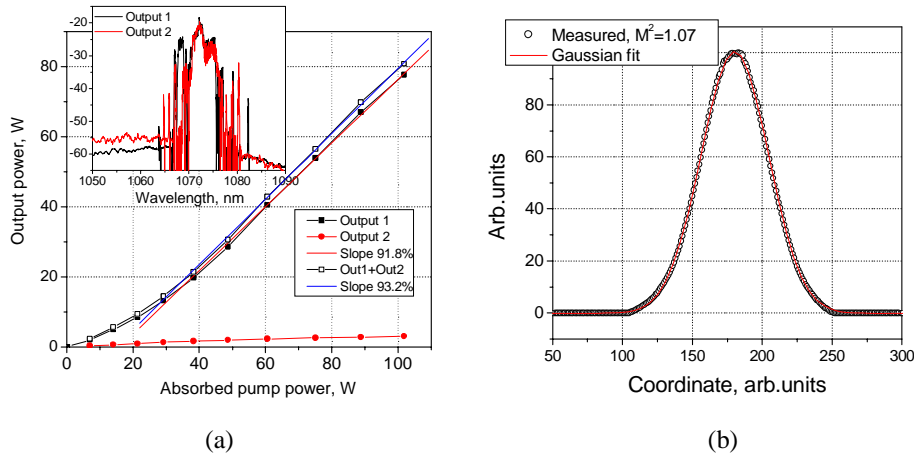 -20
-30
-40
-50
-60
1050 1060 1070 1080 1090
Wavelength, nm
Output 1
Output 2
80
60
40
20
0
0 20 40 60 80 100
Output power, W
Absorbed pump power, W
Output 1
Output 2
Slope 91.8%
Out1+Out2
Slope 93.2%
(a)
Measured, M²=1.07
Gaussian fit
100
80
60
40
20
0
50 100 150 200 250 300
Arb.units
Coordinate, arb.units
(b)